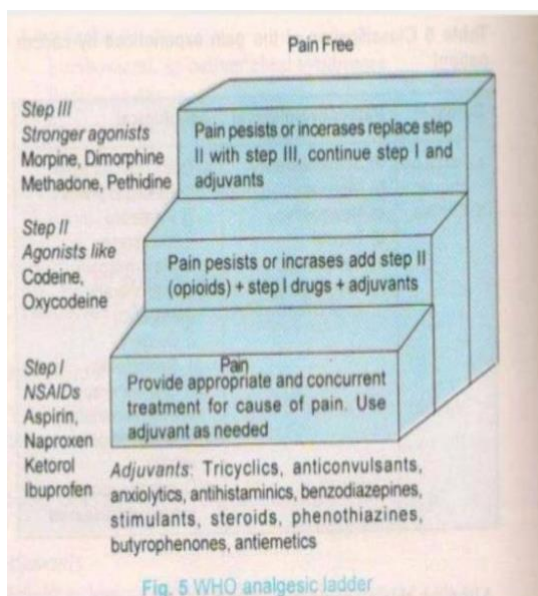 Pain Free
Step III
Stronger agonists
Morpine, Dimorphine
Methadone, Pethidine
Pain pesists or incerases replace step
II with step III, continue step I and
adjuvants
Step II
Agonists like
Codeine,
Oxycodeine
Pain pesists or incrases add step II
(opioids) + step I drugs + adjuvants
Step I
NSAIDs
Aspirin,
Naproxen
Ketorol
Ibuprofen
Pain
Provide appropriate and concurrent
treatment for cause of pain. Use
adjuvant as needed
Adjuvants: Tricyclics, anticonvulsants,
anxiolytics, antihistaminics, benzodiazepines,
stimulants, steroids, phenothiazines,
butyrophenones, antiemetics
Fig. 5 WHO analgesic ladder